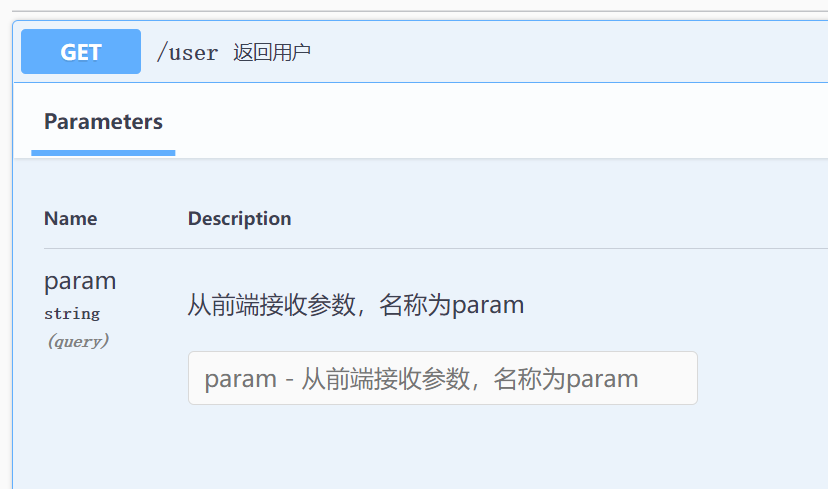 GET /user 返回用户
Parameters
Name Description
param
string
(query)
从前端接收参数，名称为param
param - 从前端接收参数，名称为param